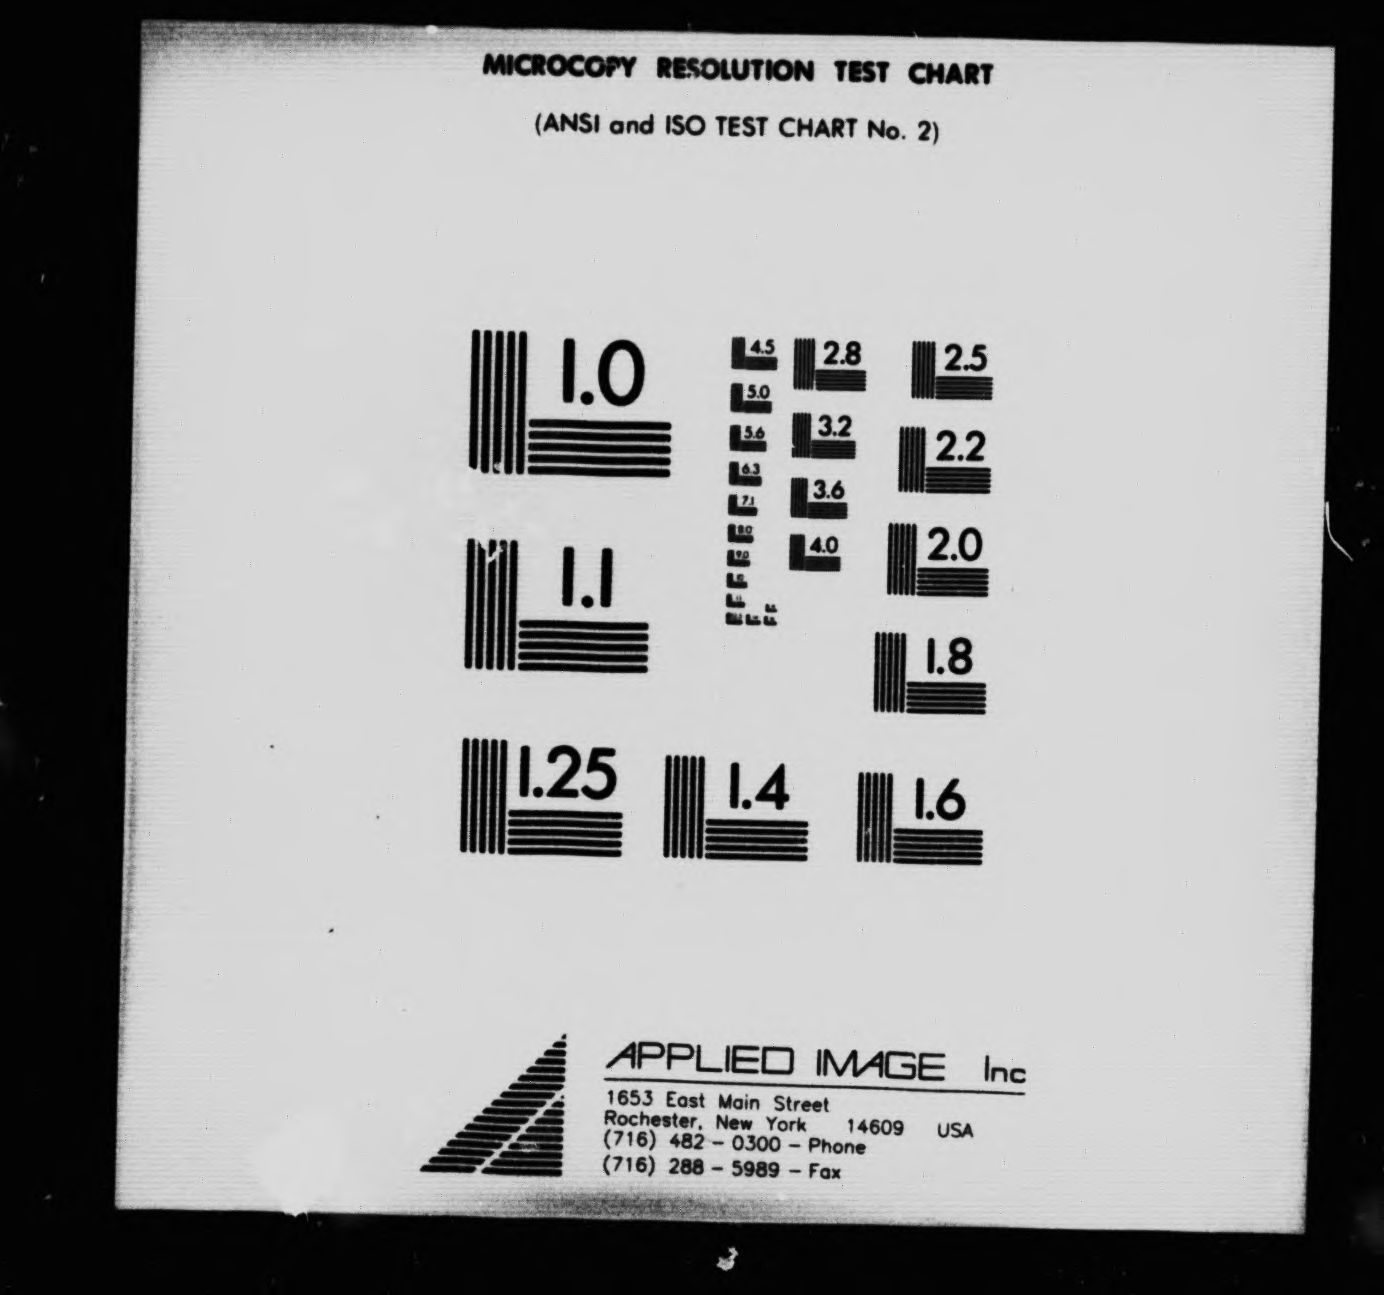 MICROCOPY RESOLUTION TEST CHART
(ANSI and ISO TEST CHART No. 2)
1.0
1.1
1.25
1.4
1.6
1.8
2.0
2.2
2.5
2.8
3.2
3.6
4.0
4.5
5.0
5.6
6.3
7.1
8.0
9.0
APPLIED IMAGE Inc
1653 East Main Street
Rochester, New York 14609 USA
(716) 482 - 0300 - Phone
(716) 288 - 5989 - Fax